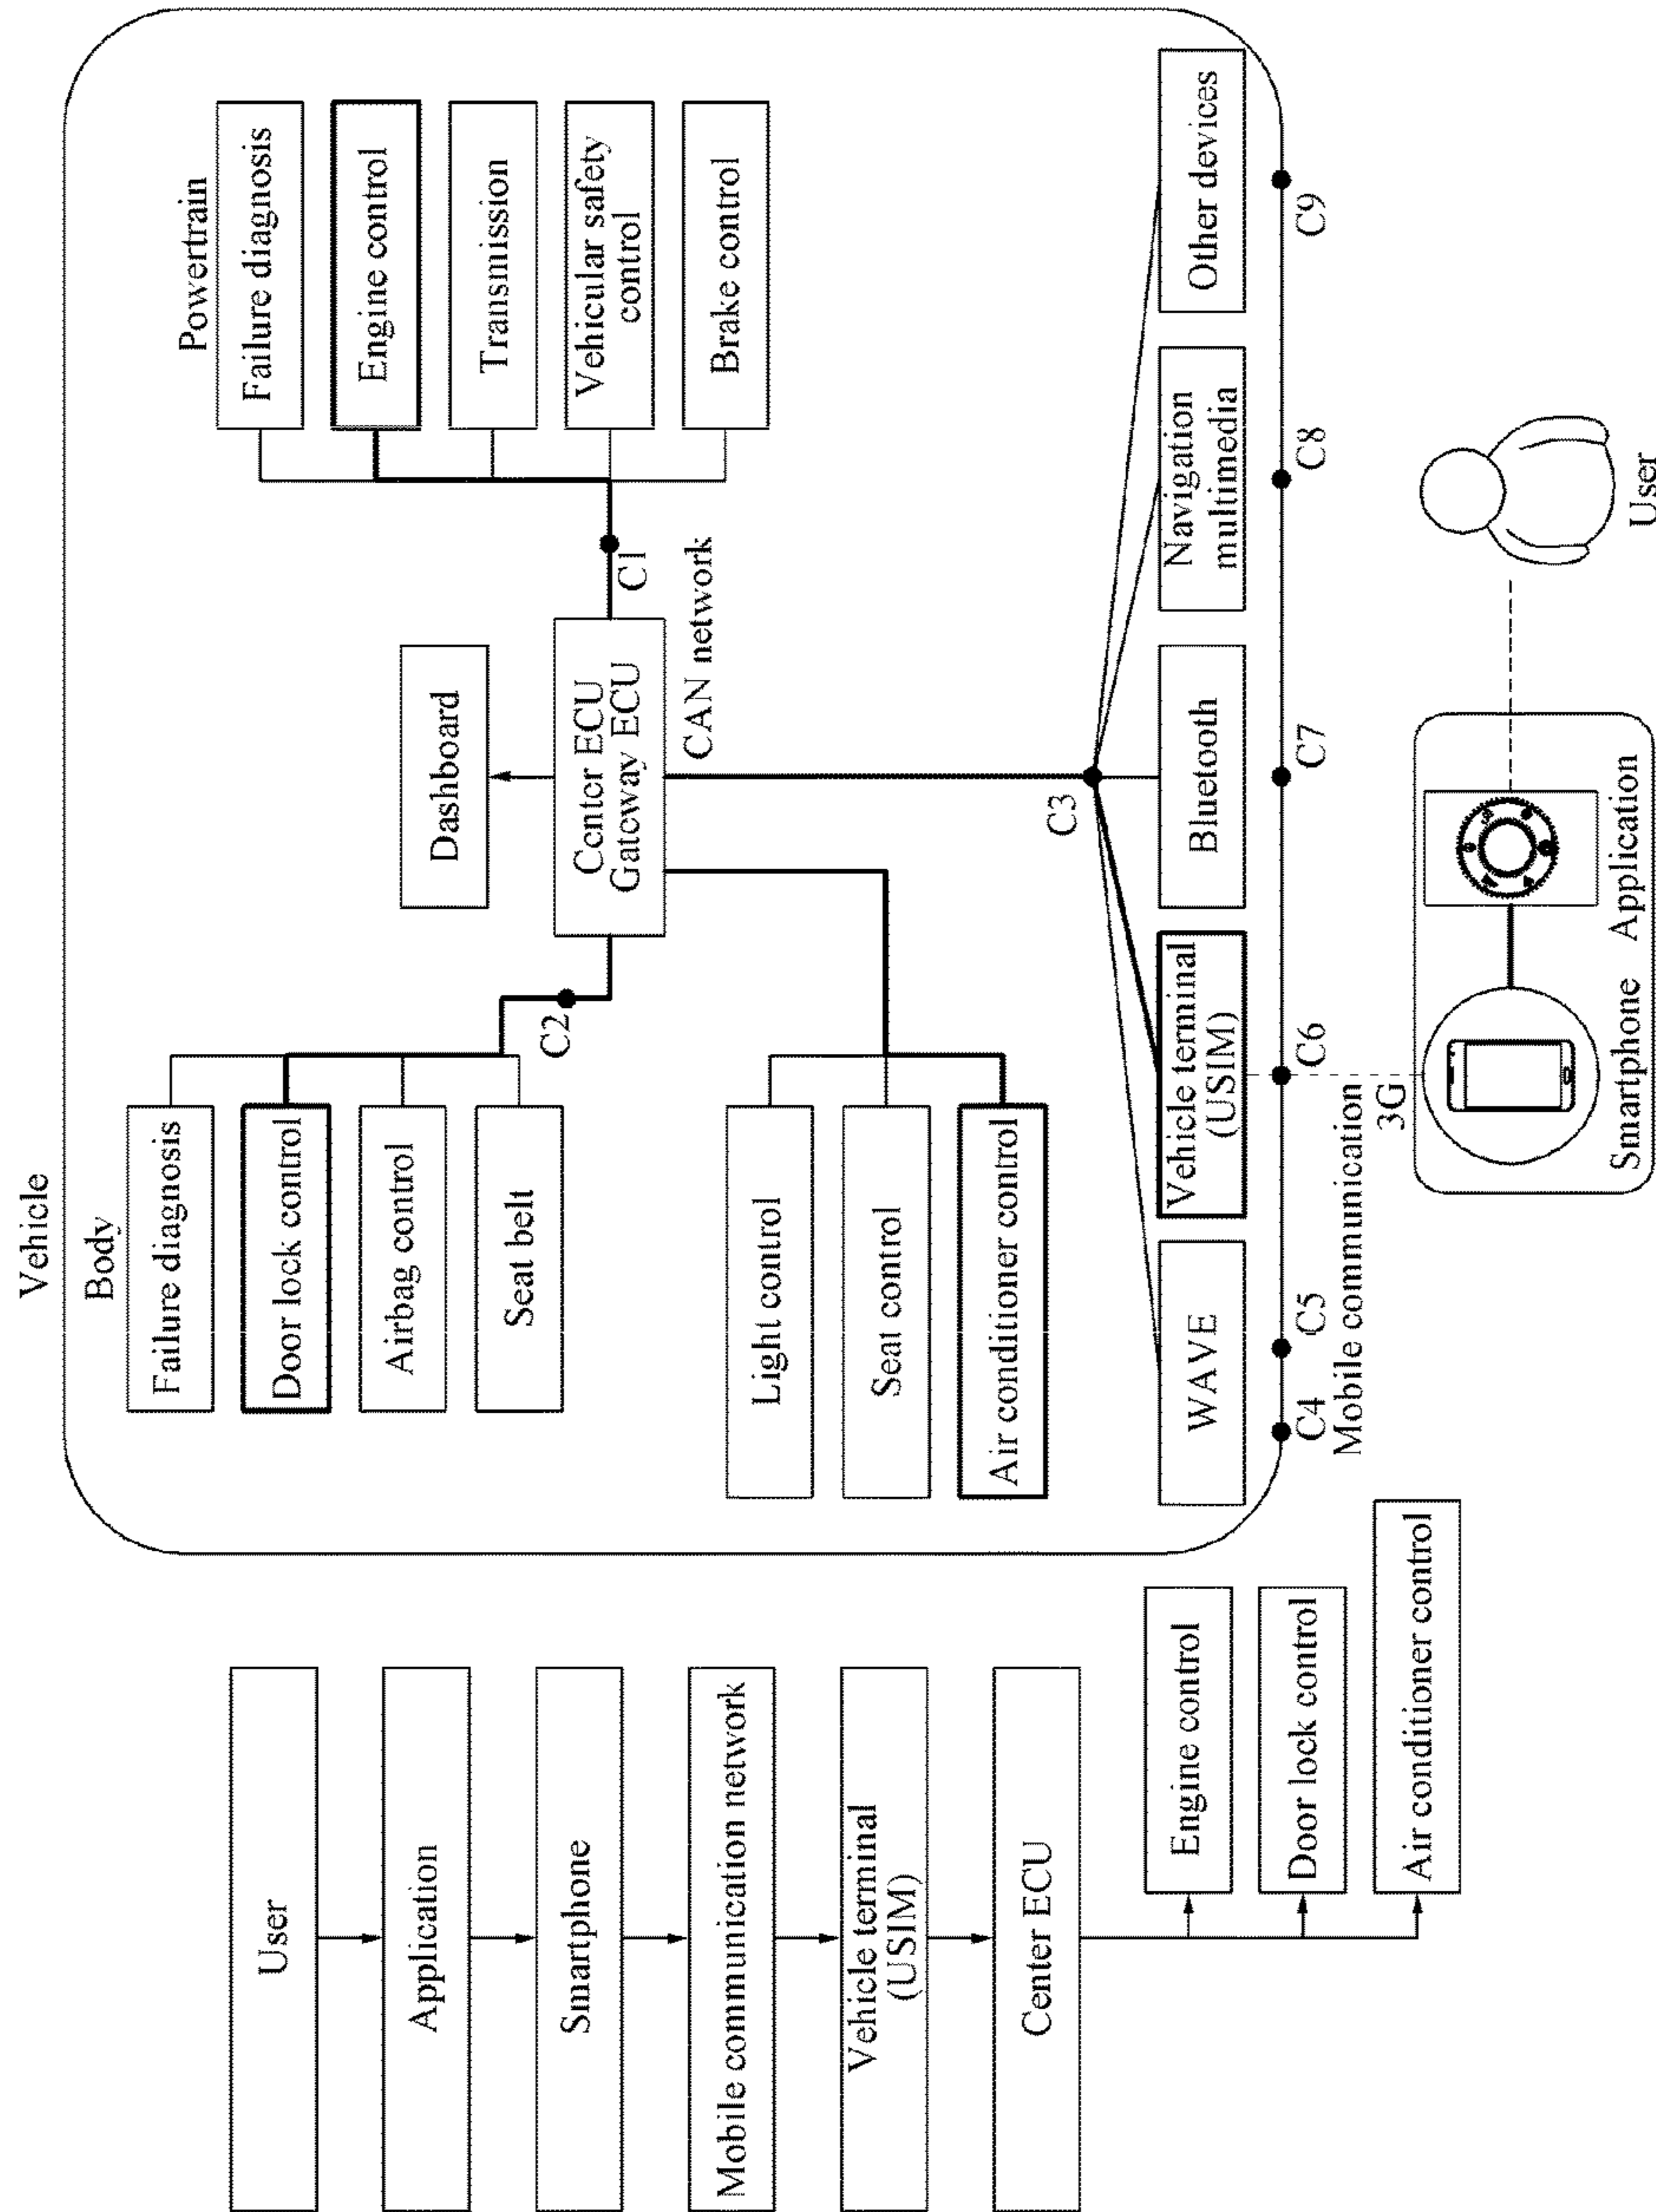 User
Application
Smartphone
Mobile communication network
Vehicle terminal
(USIM)
Center ECU
Engine control
Door lock control
Air conditioner control
Vehicle
Body
Failure diagnosis
Door lock control
Airbag control
Seat belt
Light control
Seat control
Air conditioner control
Dashboard
Center ECU
Gateway ECU
CAN network
Powertrain
Failure diagnosis
Engine control
Transmission
Vehicular safety
control
Brake control
C1
C2
C3
WAVE
Vehicle terminal
(USIM)
Bluetooth
Navigation
multimedia
Other devices
C4
C5
C6
C7
C8
C9
Mobile communication
3G
Smartphone
Application
User